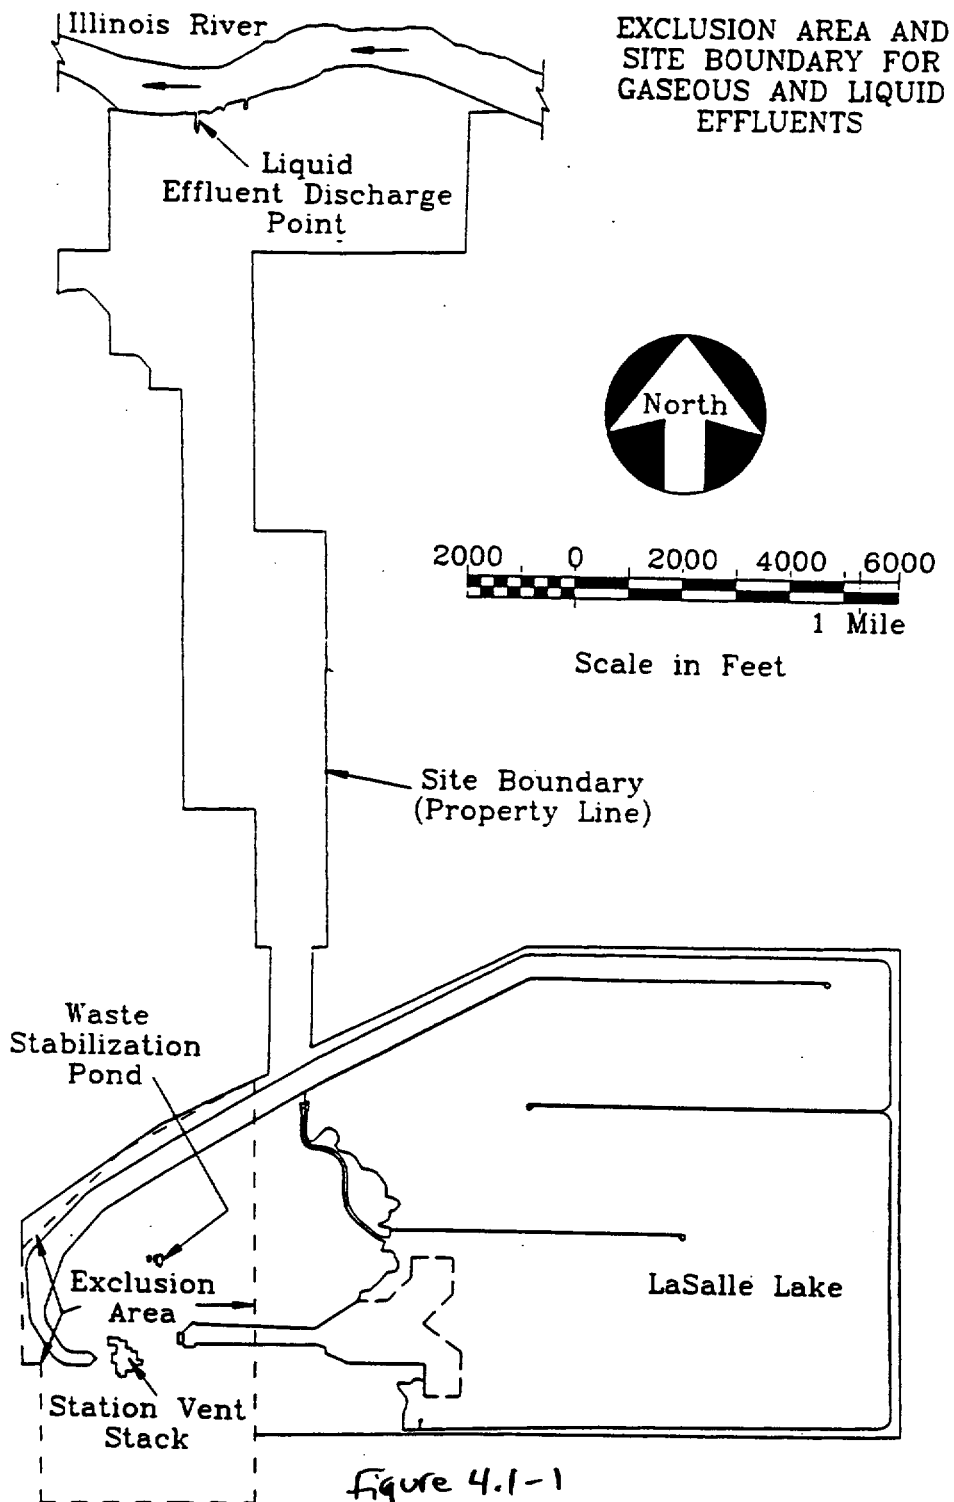 Illinois River
EXCLUSION AREA AND
SITE BOUNDARY FOR
GASEOUS AND LIQUID
EFFLUENTS
Liquid
Effluent Discharge
Point
North
2000 0 2000 4000 6000
1 Mile
Scale in Feet
Site Boundary
(Property Line)
Waste
Stabilization
Pond
Exclusion
Area
LaSalle Lake
Station Vent
Stack
Figure 4.1-1